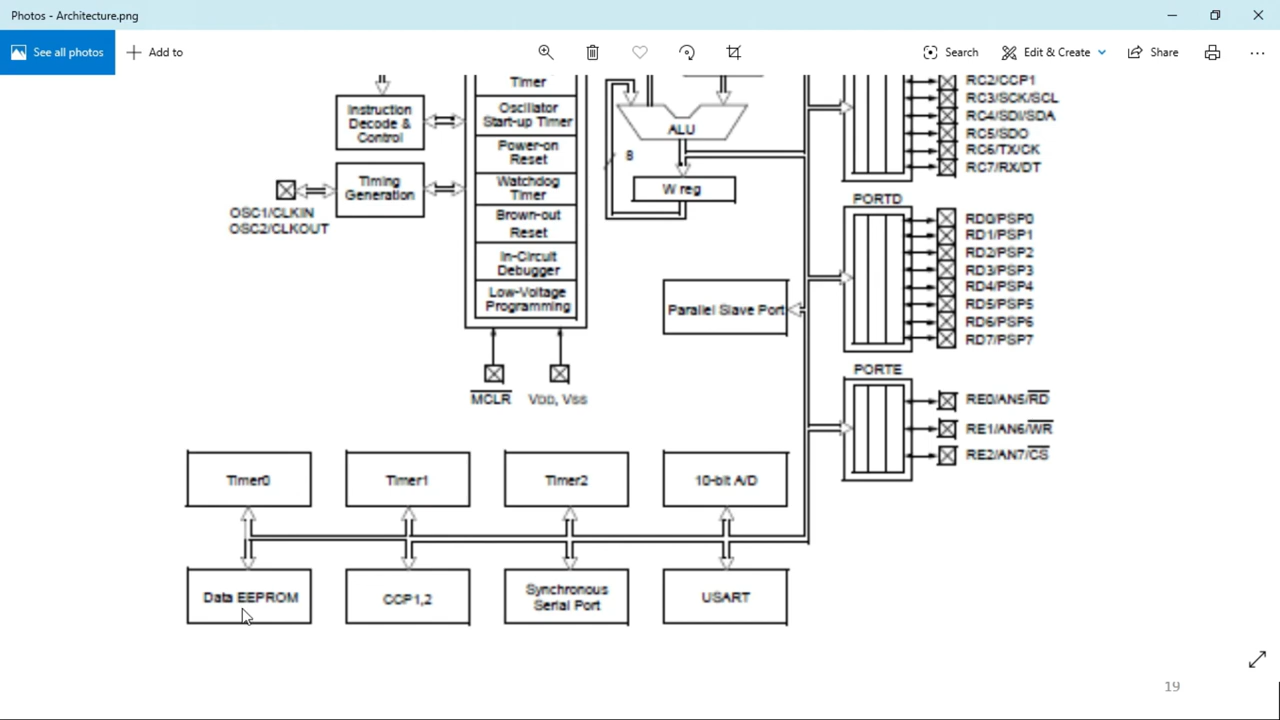 Photos - Architecture.png
See all photos
Add to
Search
Edit & Create
Share
Timer
Instruction
Decode &
Control
Oscillator
Start-up Timer
Power-on
Reset
Timing
Generation
Watchdog
Timer
OSC1/CLKIN
OSC2/CLKOUT
Brown-out
Reset
In-Circuit
Debugger
Low-Voltage
Programming
MCLR
VDD, VSS
ALU
8
W reg
Parallel Slave Port
RC2/CCP1
RC3/SCK/SCL
RC4/SDI/SDA
RC5/SDO
RC6/TX/CK
RC7/RX/DT
PORTD
RD0/PSP0
RD1/PSP1
RD2/PSP2
RD3/PSP3
RD4/PSP4
RD5/PSP5
RD6/PSP6
RD7/PSP7
PORTE
RE0/AN5/RD
RE1/AN6/WR
RE2/AN7/CS
Timer0
Timer1
Timer2
10-bit A/D
Data EEPROM
CCP1,2
Synchronous
Serial Port
USART
19